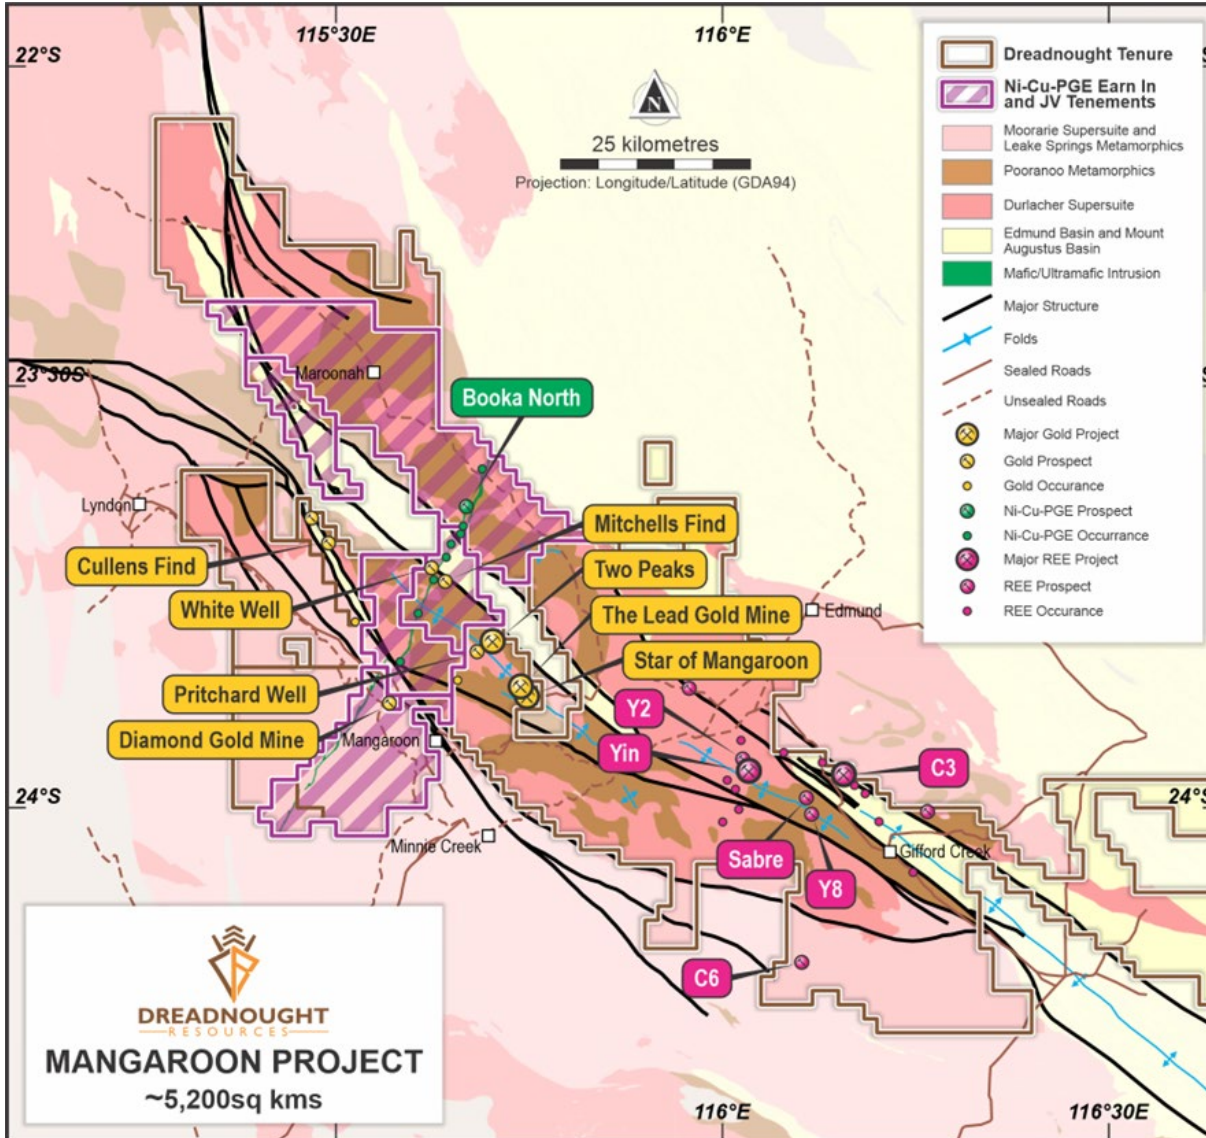 115°30E
116°E
22°S
S
Dreadnought Tenure
Ni-Cu-PGE Earn In
and JV Tenements
Moorarie Supersuite and
Leake Springs Metamorphics
Pooranoo Metamorphics
Durlacher Supersuite
Edmund Basin and Mount
Augustus Basin
Mafic/Ultramafic Intrusion
Major Structure
Folds
Sealed Roads
Unsealed Roads
Major Gold Project
Gold Prospect
Gold Occurance
Ni-Cu-PGE Prospect
Ni-Cu-PGE Occurrance
Major REE Project
REE Prospect
REE Occurance
N
25 kilometres
Projection: Longitude/Latitude (GDA94)
23°30S
S
Maroonah
Booka North
Lyndon
Mitchells Find
Cullens Find
Two Peaks
White Well
The Lead Gold Mine
Edmund
Star of Mangaroon
Pritchard Well
Y2
Diamond Gold Mine
Mangaroon
Yin
C3
24°S
24°S
Minnie Creek
Gifford Creek
Sabre
Y8
C6
DREADNOUGHT
RESOURCES
MANGAROON PROJECT
~5,200sq kms
116°E
116°30E